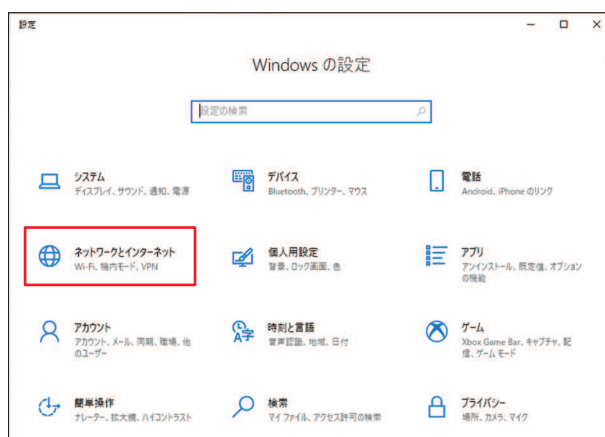 設定
Windows の設定
設定の検索
システム
ディスプレイ、サウンド、通知、電源
デバイス
Bluetooth、プリンター、マウス
電話
Android、iPhone のリンク
ネットワークとインターネット
Wi-Fi、機内モード、VPN
個人用設定
背景、ロック画面、色
アプリ
アンインストール、既定値、オプション
の機能
アカウント
アカウント、メール、同期、職場、他
のユーザー
時刻と言語
音声認識、地域、日付
ゲーム
Xbox Game Bar、キャプチャ、配
信、ゲーム モード
簡単操作
ナレーター、拡大鏡、ハイコントラスト
検索
マイ ファイル、アクセス許可の検索
プライバシー
場所、カメラ、マイク